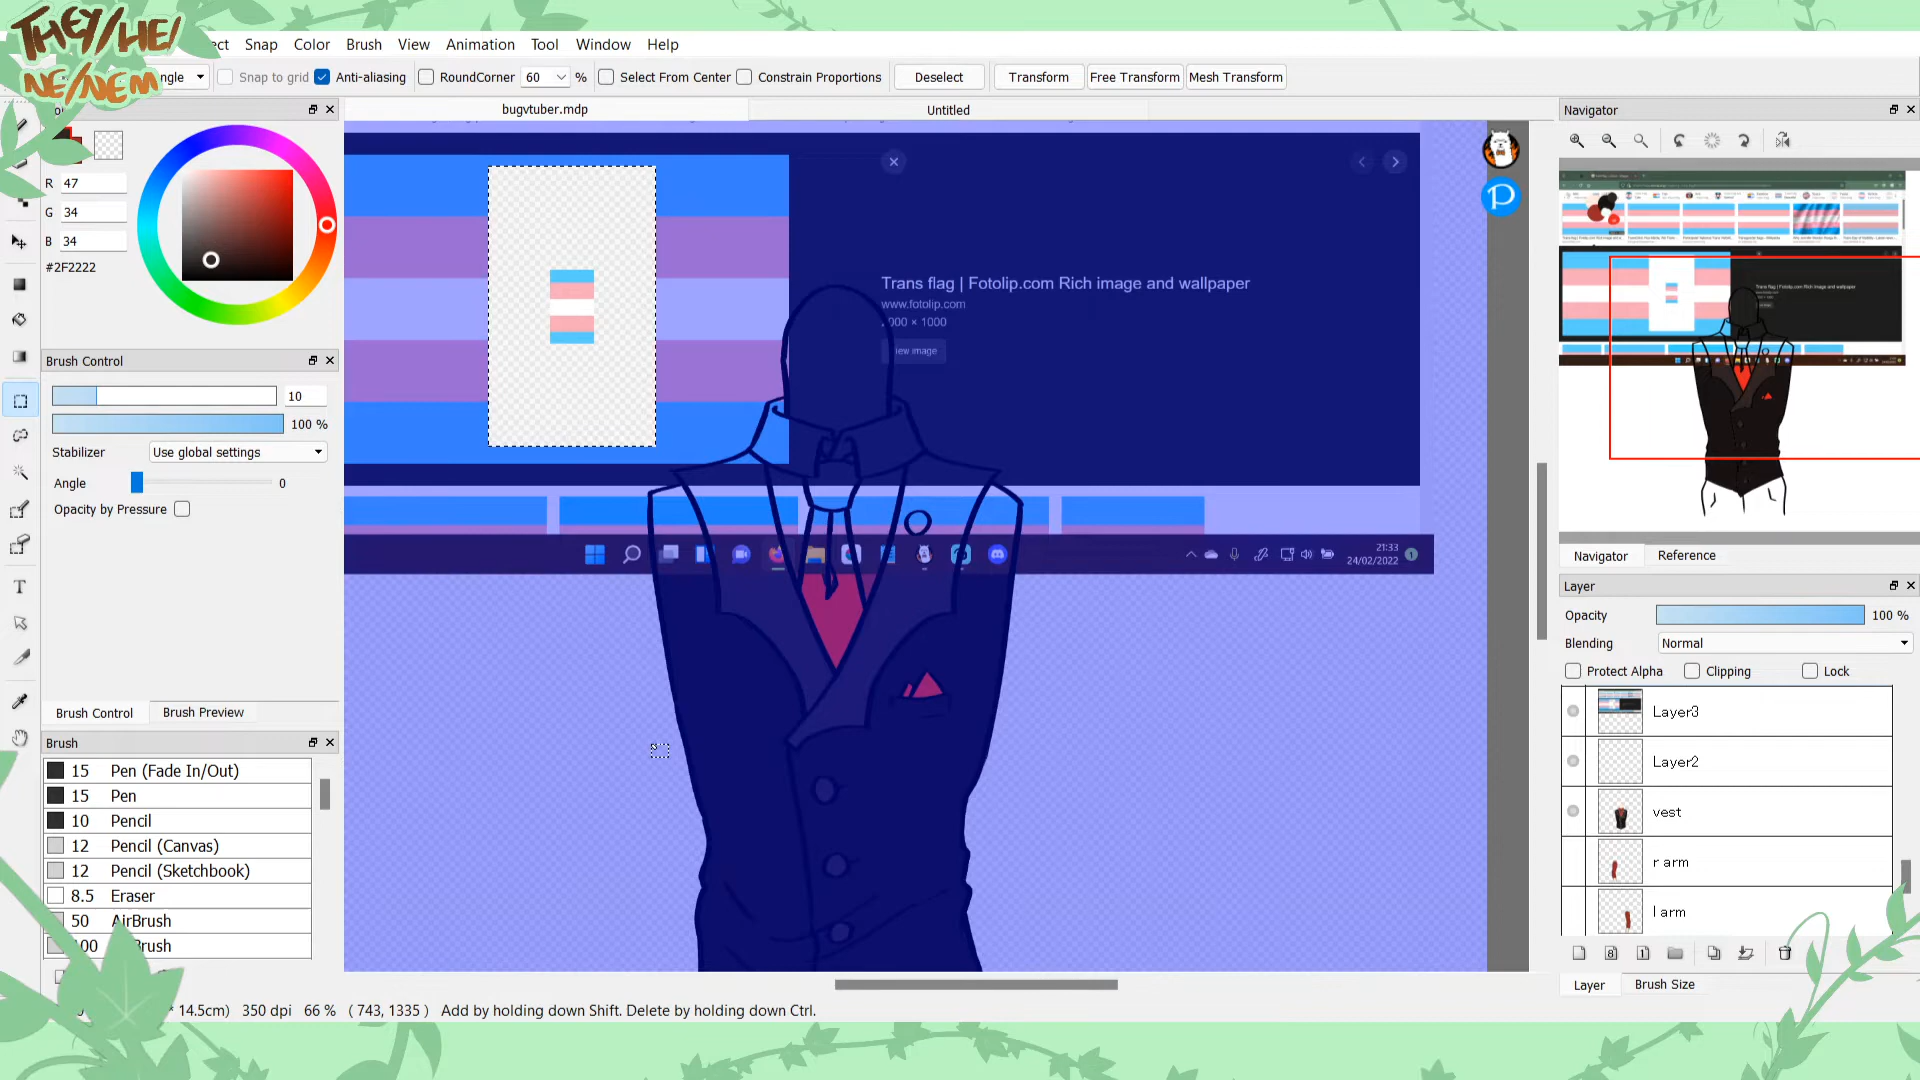 THEY/HE/
NE/NEM
ect Snap Color Brush View Animation Tool Window Help
ngle Snap to grid Anti-aliasing RoundCorner 60 % Select From Center Constrain Proportions Deselect Transform Free Transform Mesh Transform
bugvtuber.mdp Untitled
R 47
G 34
B 34
#2F2222
Brush Control
10
100 %
Stabilizer Use global settings
Angle 0
Opacity by Pressure
Brush Control Brush Preview
Brush
15 Pen (Fade In/Out)
15 Pen
10 Pencil
12 Pencil (Canvas)
12 Pencil (Sketchbook)
8.5 Eraser
50 AirBrush
100 Brush
Trans flag | Fotolip.com Rich image and wallpaper
www.fotolip.com
2000 × 1000
View image
21:33
24/02/2022 1
* 14.5cm) 350 dpi 66 % ( 743, 1335 ) Add by holding down Shift. Delete by holding down Ctrl.
Navigator
Navigator Reference
Layer
Opacity 100 %
Blending Normal
Protect Alpha Clipping Lock
Layer3
Layer2
vest
r arm
l arm
Layer Brush Size